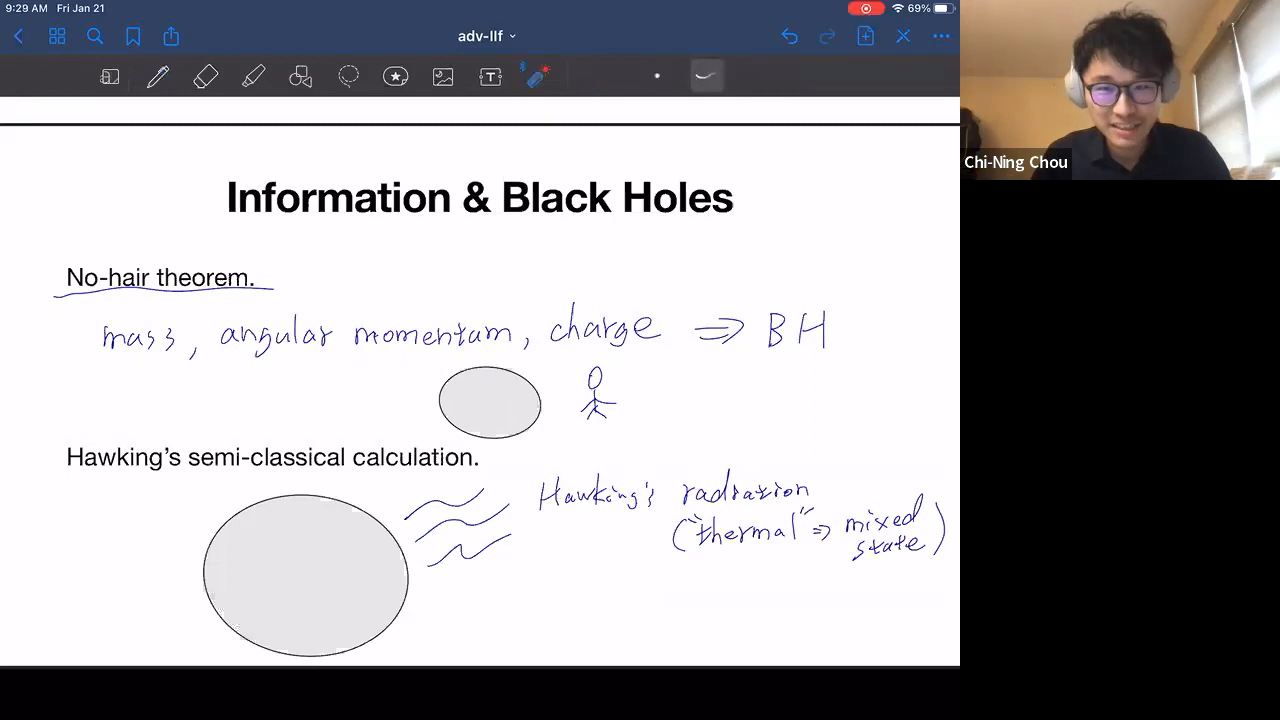 9:29 AM Fri Jan 21
69%
adv-llf
T
Chi-Ning Chou
Information & Black Holes
No-hair theorem.
mass, angular momentum, charge ⇒ BH
Hawking's semi-classical calculation.
Hawking's radiation
("thermal" ⇒ mixed
state)